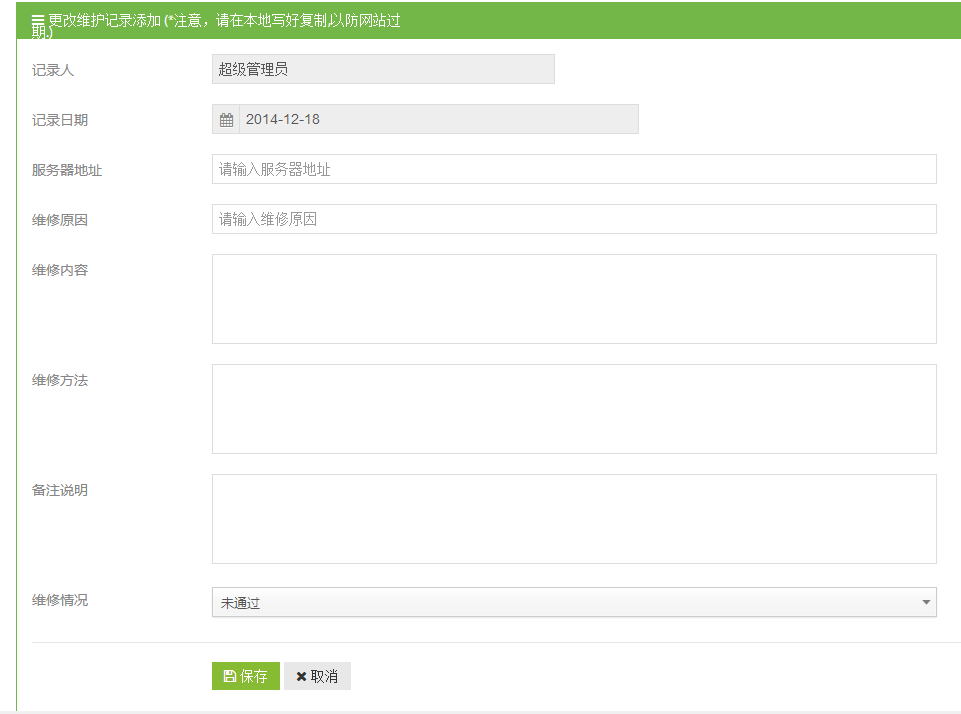 更改维护记录添加 (*注意，请在本地写好复制,以防网站过
期.)
记录人
超级管理员
记录日期
2014-12-18
服务器地址
请输入服务器地址
维修原因
请输入维修原因
维修内容
维修方法
备注说明
维修情况
未通过
保存
取消